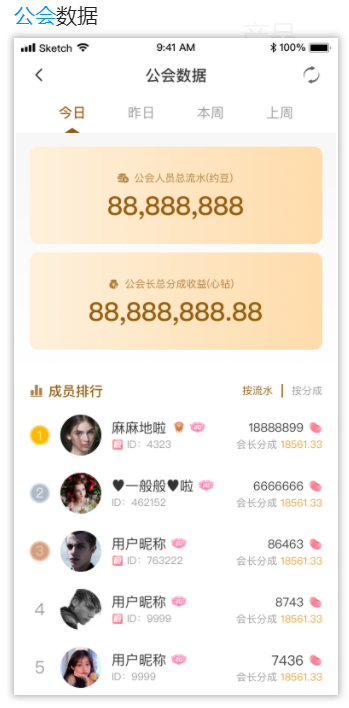 公会数据
产品
Sketch 9:41 AM 100%
公会数据
今日 昨日 本周 上周
公会人员总流水(约豆)
88,888,888
公会长总分成收益(心钻)
88,888,888.88
成员排行 按流水 按分成
1 麻麻地啦 18888899
ID: 4323 会长分成 18561.33
2 ♥一般般♥啦 6666666
ID: 462152 会长分成 18561.33
3 用户昵称 86463
ID: 763222 会长分成 18561.33
4 用户昵称 8743
ID: 9999 会长分成 18561.33
5 用户昵称 7436
ID: 9999 会长分成 18561.33